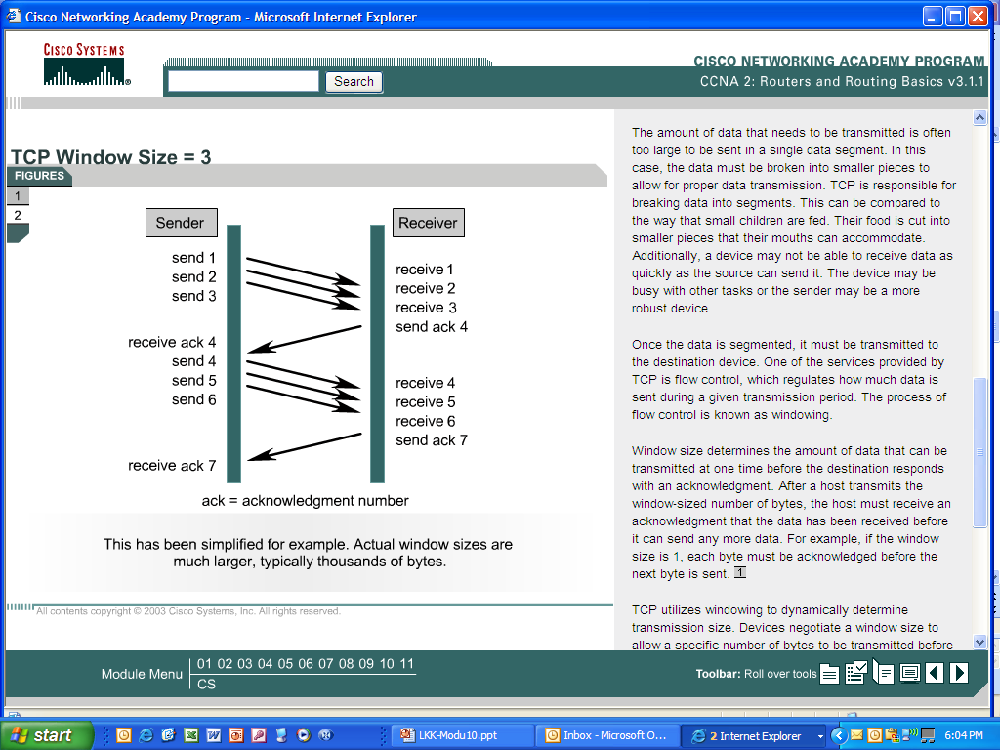 Cisco Networking Academy Program - Microsoft Internet Explorer
CISCO SYSTEMS
®
Search
CISCO NETWORKING ACADEMY PROGRAM
CCNA 2: Routers and Routing Basics v3.1.1
TCP Window Size = 3
FIGURES
1
2
Sender
Receiver
send 1
send 2
send 3
receive 1
receive 2
receive 3
send ack 4
receive ack 4
send 4
send 5
send 6
receive 4
receive 5
receive 6
send ack 7
receive ack 7
ack = acknowledgment number
This has been simplified for example. Actual window sizes are
much larger, typically thousands of bytes.
All contents copyright © 2003 Cisco Systems, Inc. All rights reserved.
The amount of data that needs to be transmitted is often
too large to be sent in a single data segment. In this
case, the data must be broken into smaller pieces to
allow for proper data transmission. TCP is responsible for
breaking data into segments. This can be compared to
the way that small children are fed. Their food is cut into
smaller pieces that their mouths can accommodate.
Additionally, a device may not be able to receive data as
quickly as the source can send it. The device may be
busy with other tasks or the sender may be a more
robust device.
Once the data is segmented, it must be transmitted to
the destination device. One of the services provided by
TCP is flow control, which regulates how much data is
sent during a given transmission period. The process of
flow control is known as windowing.
Window size determines the amount of data that can be
transmitted at one time before the destination responds
with an acknowledgment. After a host transmits the
window-sized number of bytes, the host must receive an
acknowledgment that the data has been received before
it can send any more data. For example, if the window
size is 1, each byte must be acknowledged before the
next byte is sent. 1
TCP utilizes windowing to dynamically determine
transmission size. Devices negotiate a window size to
allow a specific number of bytes to be transmitted before
Module Menu
01 02 03 04 05 06 07 08 09 10 11
CS
Toolbar: Roll over tools
start
LKK-Modu10.ppt
Inbox - Microsoft O...
2 Internet Explorer
6:04 PM